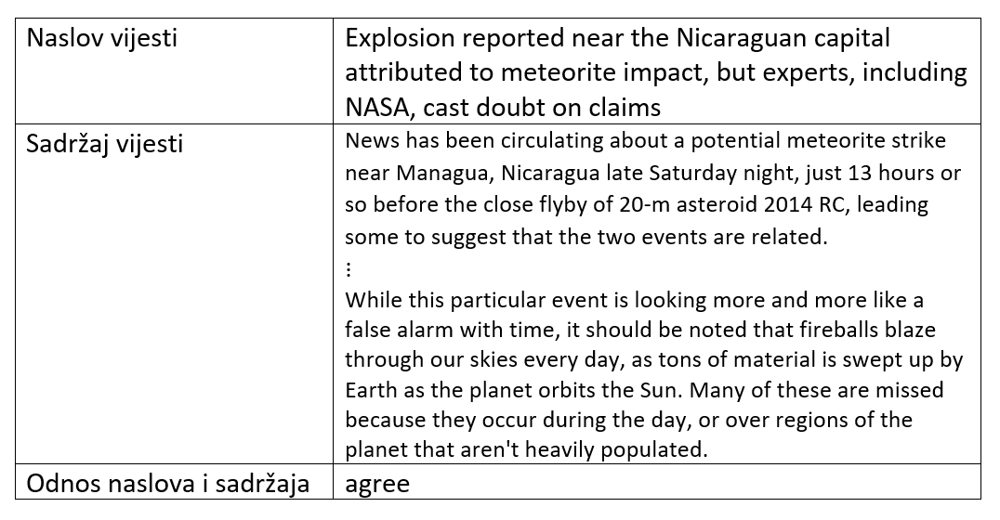 Naslov vijesti
Explosion reported near the Nicaraguan capital
attributed to meteorite impact, but experts, including
NASA, cast doubt on claims
Sadržaj vijesti
News has been circulating about a potential meteorite strike
near Managua, Nicaragua late Saturday night, just 13 hours or
so before the close flyby of 20-m asteroid 2014 RC, leading
some to suggest that the two events are related.
⋮
While this particular event is looking more and more like a
false alarm with time, it should be noted that fireballs blaze
through our skies every day, as tons of material is swept up by
Earth as the planet orbits the Sun. Many of these are missed
because they occur during the day, or over regions of the
planet that aren't heavily populated.
Odnos naslova i sadržaja
agree